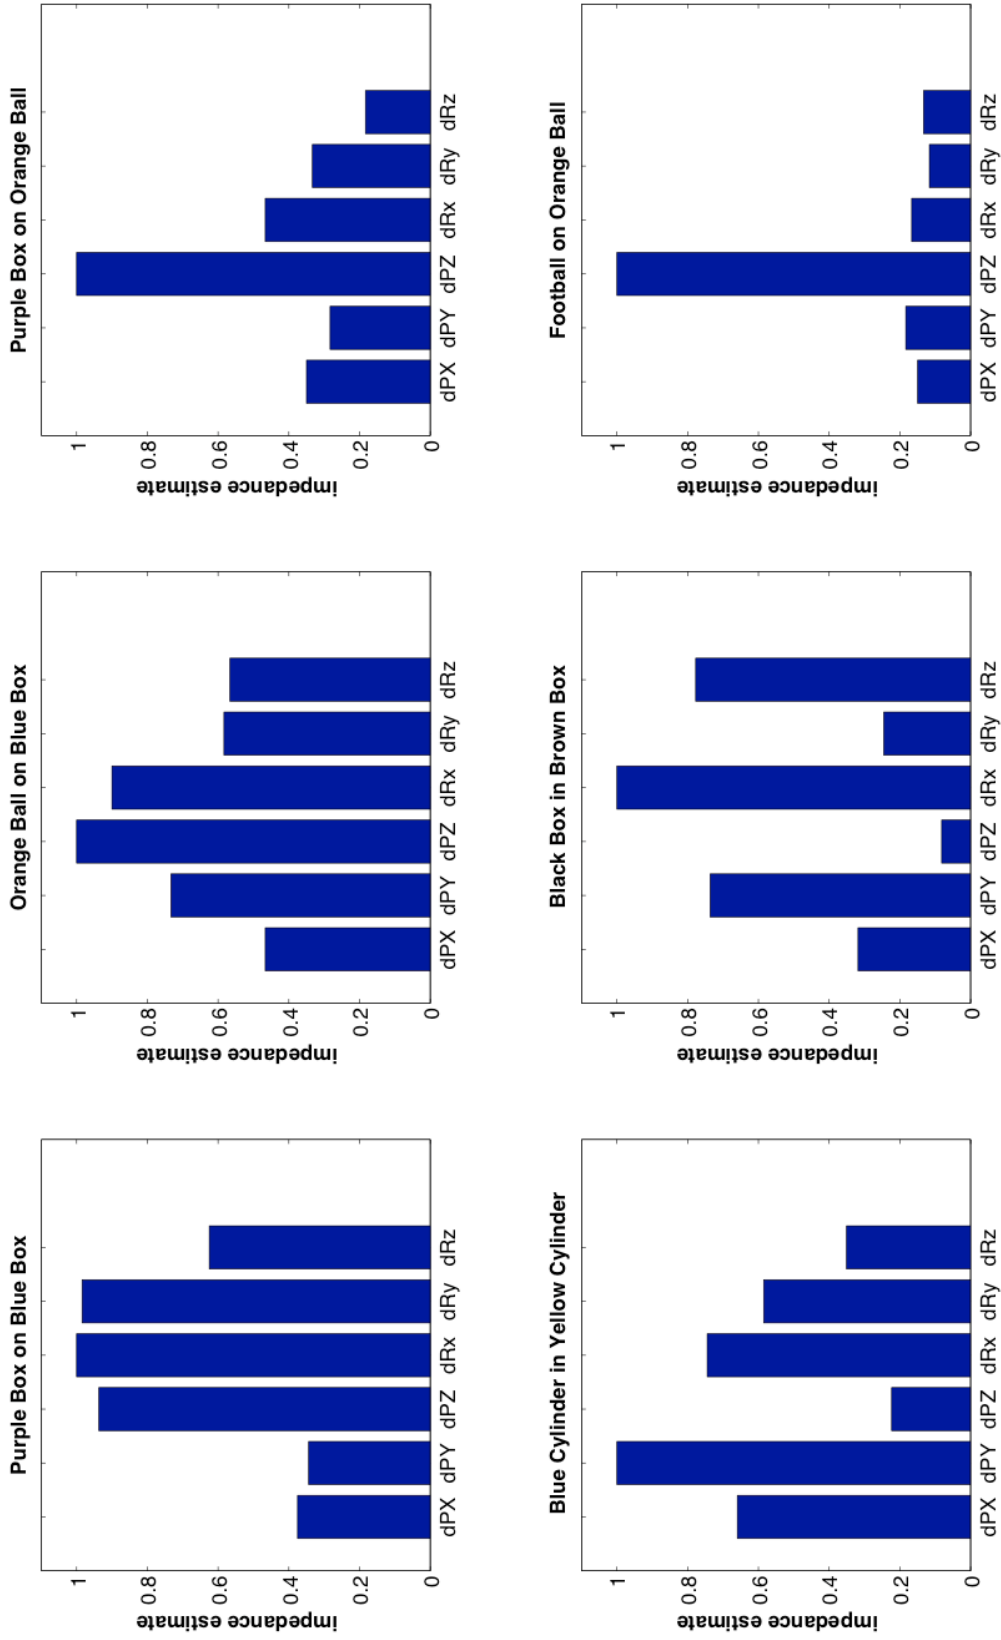 Purple Box on Blue Box
impedance estimate
1
0.8
0.6
0.4
0.2
0
dPX dPY dPZ dRx dRy dRz
Orange Ball on Blue Box
impedance estimate
1
0.8
0.6
0.4
0.2
0
dPX dPY dPZ dRx dRy dRz
Purple Box on Orange Ball
impedance estimate
1
0.8
0.6
0.4
0.2
0
dPX dPY dPZ dRx dRy dRz
Blue Cylinder in Yellow Cylinder
impedance estimate
1
0.8
0.6
0.4
0.2
0
dPX dPY dPZ dRx dRy dRz
Black Box in Brown Box
impedance estimate
1
0.8
0.6
0.4
0.2
0
dPX dPY dPZ dRx dRy dRz
Football on Orange Ball
impedance estimate
1
0.8
0.6
0.4
0.2
0
dPX dPY dPZ dRx dRy dRz